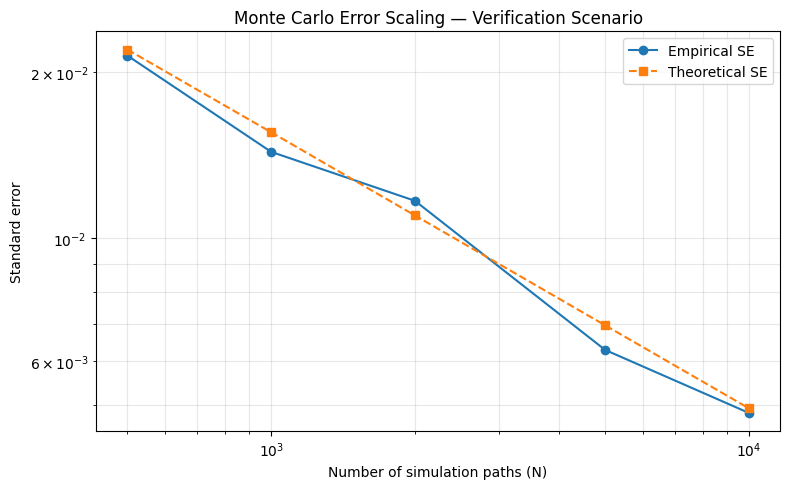 Monte Carlo Error Scaling — Verification Scenario
Empirical SE
Theoretical SE
2 × 10⁻²
10⁻²
6 × 10⁻³
Standard error
10³
10⁴
Number of simulation paths (N)